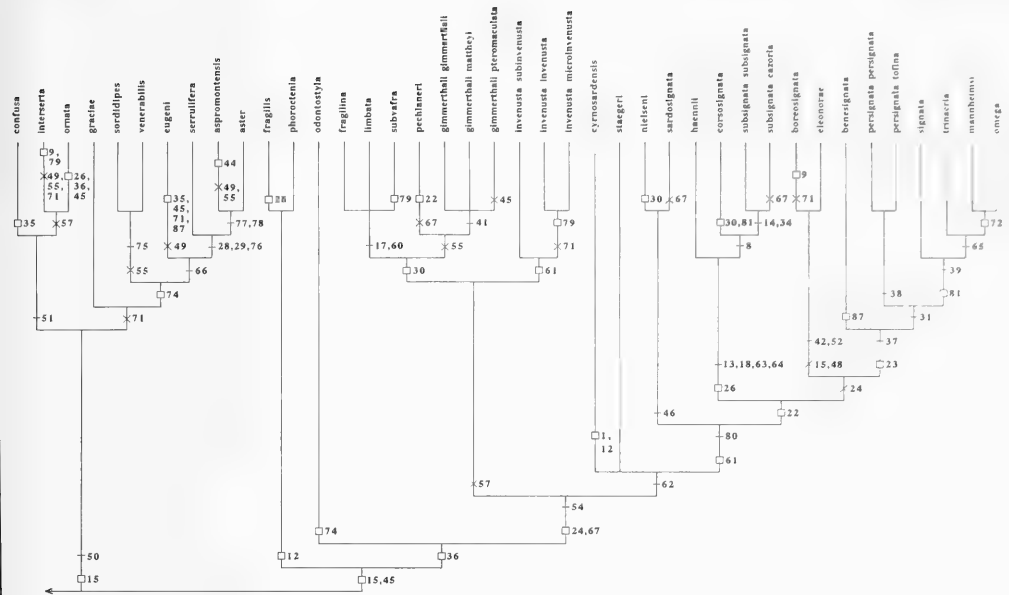 confusa
interserta
ornata
graeciae
sordidipes
venerabilis
eugeni
serrulifera
aspromontensis
aster
fragilis
phoroctenia
odontostyla
fragilina
limbata
subvafra
pechlaneri
gimmerthali gimmerthali
gimmerthali mattheyi
gimmerthali pteromaculata
invenusta subinvenusta
invenusta invenusta
invenusta microinvenusta
cyrnosardensis
staegeri
nielseni
sardosignata
haennii
corsosignata
subsignata subsignata
subsignata cazorla
boreosignata
eleonorae
benesignata
persignata persignata
persignata tofina
signata
trinacria
mannheimsi
omega
9,
79
49,
55,
71
26,
36,
45
35
57
51
75
55
35,
45,
71,
87
49
44
49,
55
77,78
28,29,76
66
74
71
50
15
28
12
74
79
22
67
41
45
17,60
55
30
79
71
61
57
54
24,67
36
15,45
1,
12
62
30
67
46
30,81
67
14,34
8
13,18,63,64
26
80
61
22
9
71
42,52
15,48
24
87
37
23
38
31
72
65
39
81